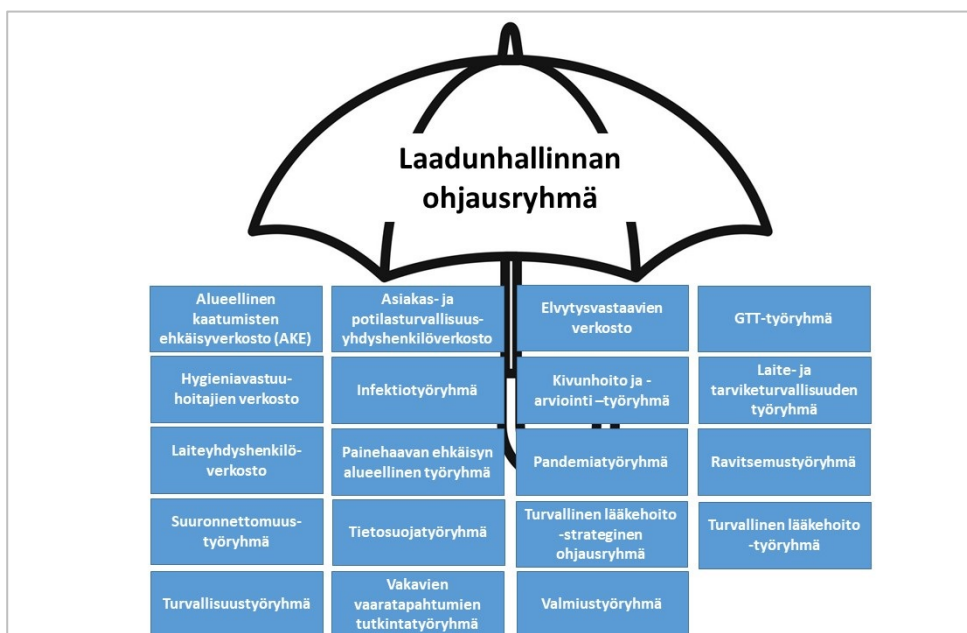 Laadunhallinnan
ohjausryhmä
Alueellinen
kaatumisten
ehkäisyverkosto (AKE)
Asiakas- ja
potilasturvallisuus-
yhdyshenkilöverkosto
Elvytysvastaavien
verkosto
GTT-työryhmä
Hygieniavastuu-
hoitajien verkosto
Infektiotyöryhmä
Kivunhoito ja -
arviointi –työryhmä
Laite- ja
tarviketurvallisuuden
työryhmä
Laiteyhdyshenkilö-
verkosto
Painehaavan ehkäisyn
alueellinen työryhmä
Pandemiatyöryhmä
Ravitsemustyöryhmä
Suuronnettomuus-
työryhmä
Tietosuojatyöryhmä
Turvallinen lääkehoito
-strateginen
ohjausryhmä
Turvallinen lääkehoito
-työryhmä
Turvallisuustyöryhmä
Vakavien
vaaratapahtumien
tutkintatyöryhmä
Valmiustyöryhmä